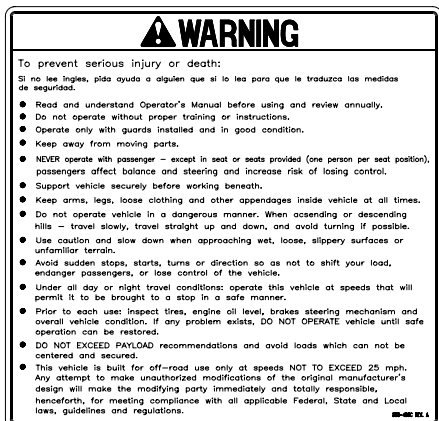 WARNING
To prevent serious injury or death:
Si no lee ingles, pida ayuda a alguien que si lo lea para que le traduzca las medidas
de seguridad.
● Read and understand Operator's Manual before using and review annually.
● Do not operate without proper training or instructions.
● Operate only with guards installed and in good condition.
● Keep away from moving parts.
● NEVER operate with passenger – except in seat or seats provided (one person per seat position),
passengers affect balance and steering and increase risk of losing control.
● Support vehicle securely before working beneath.
● Keep arms, legs, loose clothing and other appendages inside vehicle at all times.
● Do not operate vehicle in a dangerous manner. When acsending or descending
hills – travel slowly, travel straight up and down, and avoid turning if possible.
● Use caution and slow down when approaching wet, loose, slippery surfaces or
unfamiliar terrain.
● Avoid sudden stops, starts, turns or direction so as not to shift your load,
endanger passengers, or lose control of the vehicle.
● Under all day or night travel conditions: operate this vehicle at speeds that will
permit it to be brought to a stop in a safe manner.
● Prior to each use: inspect tires, engine oil level, brakes steering mechanism and
overall vehicle condition. If any problem exists, DO NOT OPERATE vehicle until safe
operation can be restored.
● DO NOT EXCEED PAYLOAD recommendations and avoid loads which can not be
centered and secured.
● This vehicle is built for off–road use only at speeds NOT TO EXCEED 25 mph.
Any attempt to make unauthorized modifications of the original manufacturer's
design will make the modifying party immediately and totally responsible,
henceforth, for meeting compliance with all applicable Federal, State and Local
laws, guidelines and regulations.